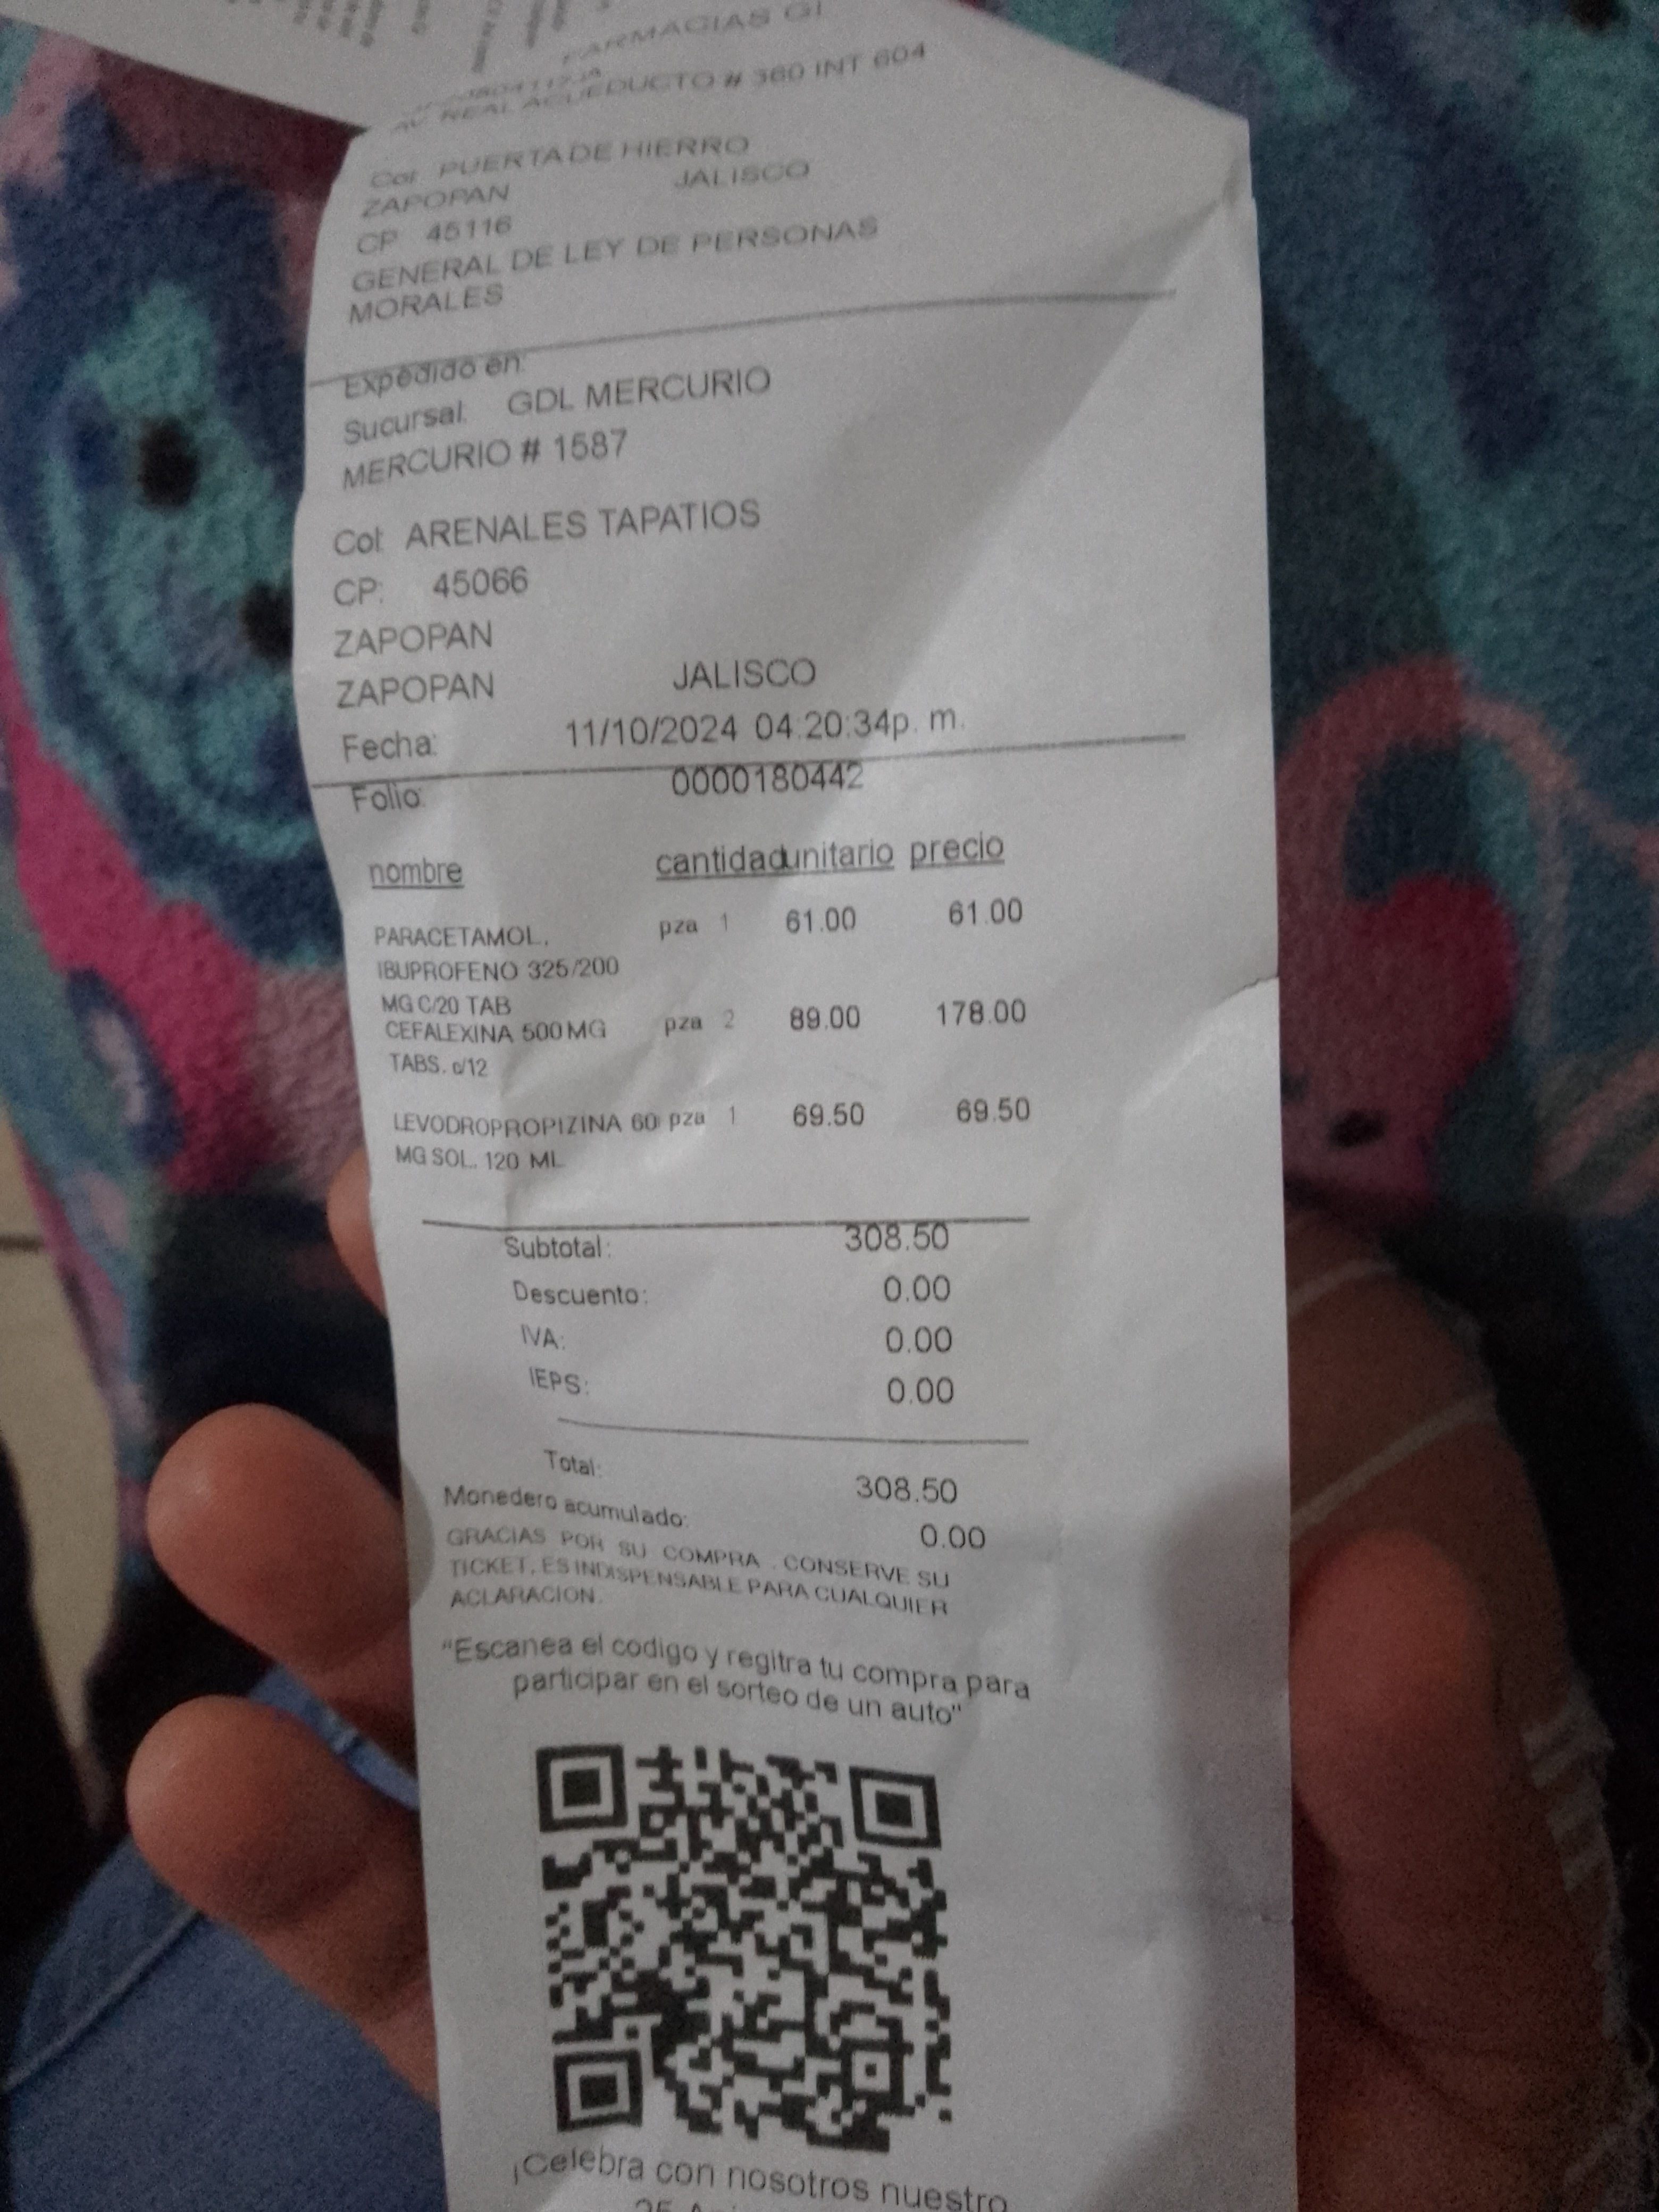 FARMACIAS GI
AV. REAL ACUEDUCTO # 360 INT 604
Col: PUERTA DE HIERRO
ZAPOPAN JALISCO
CP: 45116
GENERAL DE LEY DE PERSONAS
MORALES
Expedido en:
Sucursal: GDL MERCURIO
MERCURIO # 1587
Col: ARENALES TAPATIOS
CP: 45066
ZAPOPAN
ZAPOPAN JALISCO
Fecha: 11/10/2024 04:20:34p. m.
Folio: 0000180442
nombre cantidad unitario precio
PARACETAMOL, pza 1 61.00 61.00
IBUPROFENO 325/200
MG C/20 TAB
CEFALEXINA 500 MG pza 2 89.00 178.00
TABS. c/12
LEVODROPROPIZINA 60 pza 1 69.50 69.50
MG SOL. 120 ML
Subtotal: 308.50
Descuento: 0.00
IVA: 0.00
IEPS: 0.00
Total: 308.50
Monedero acumulado: 0.00
GRACIAS POR SU COMPRA . CONSERVE SU
TICKET, ES INDISPENSABLE PARA CUALQUIER
ACLARACION.
"Escanea el codigo y regitra tu compra para
participar en el sorteo de un auto"
¡Celebra con nosotros nuestro